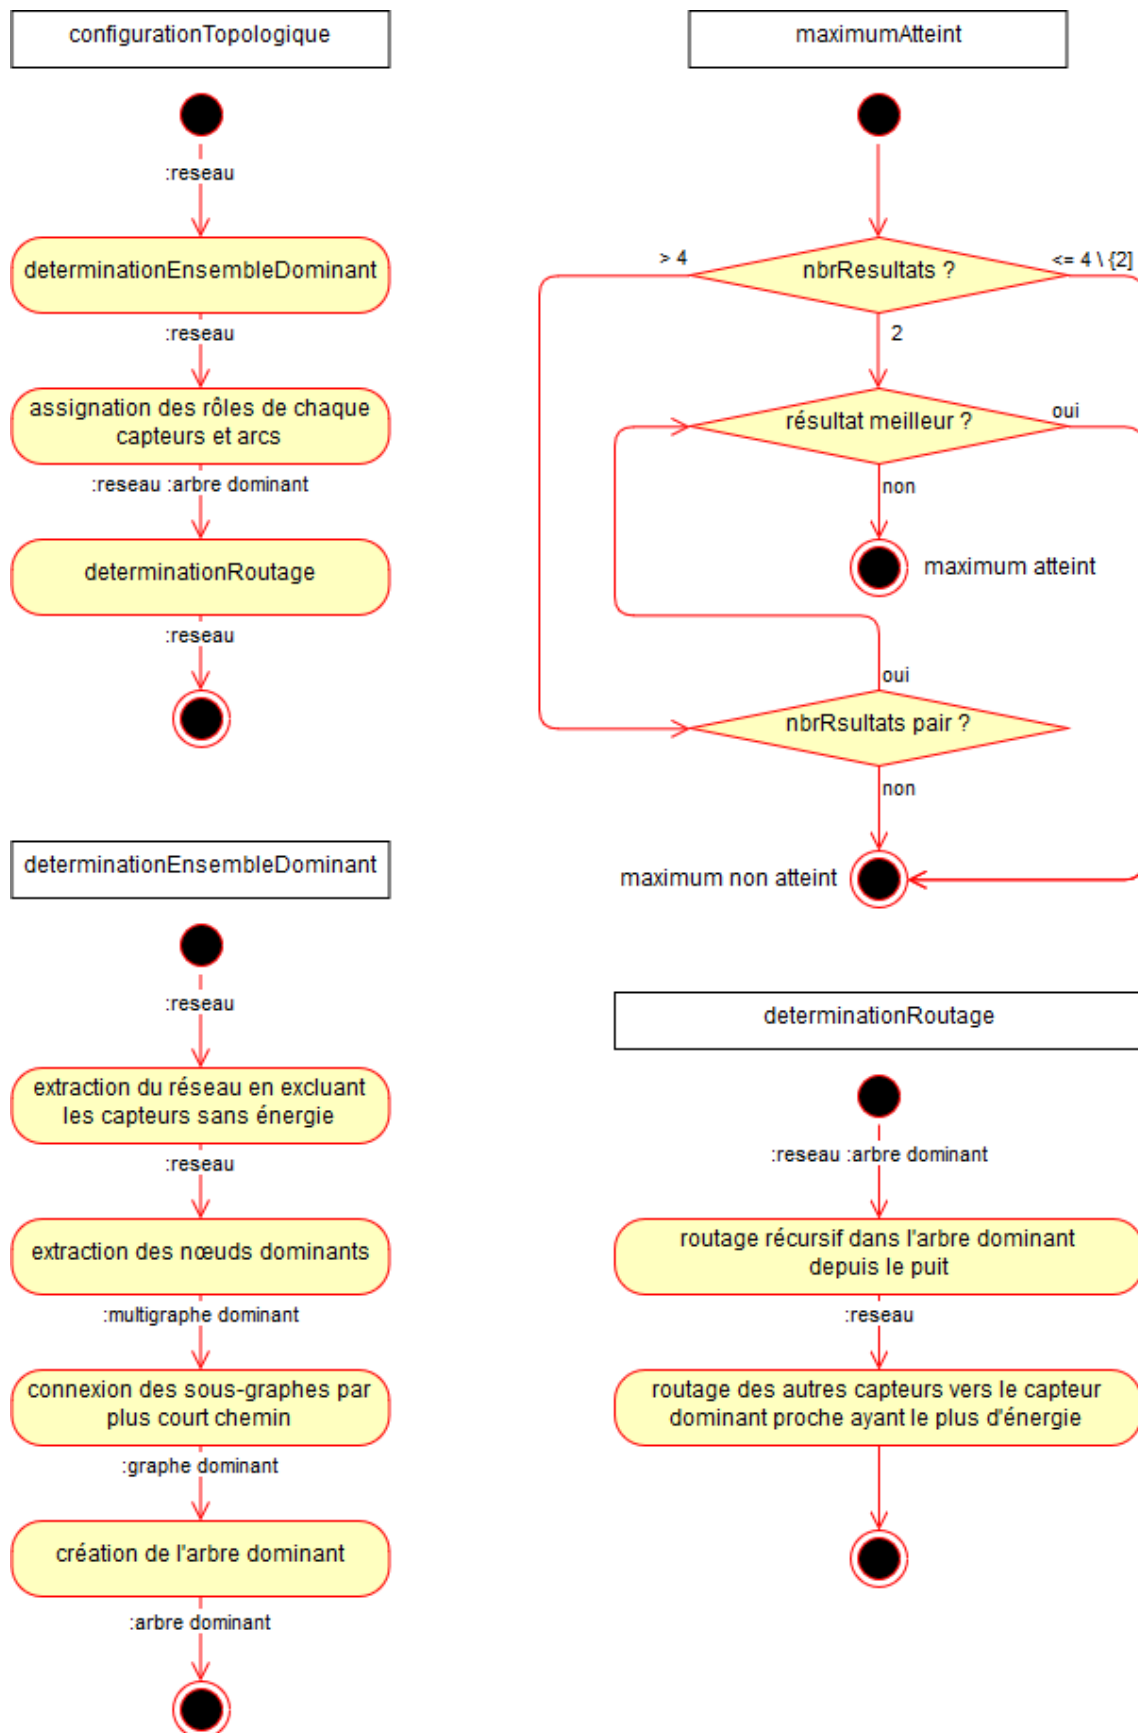 configurationTopologique
:reseau
determinationEnsembleDominant
:reseau
assignation des rôles de chaque
capteurs et arcs
:reseau :arbre dominant
determinationRoutage
:reseau
maximumAtteint
nbrResultats ?
> 4
<= 4 \ {2]
2
résultat meilleur ?
oui
non
maximum atteint
oui
nbrRsultats pair ?
non
maximum non atteint
determinationEnsembleDominant
:reseau
extraction du réseau en excluant
les capteurs sans énergie
:reseau
extraction des nœuds dominants
:multigraphe dominant
connexion des sous-graphes par
plus court chemin
:graphe dominant
création de l'arbre dominant
:arbre dominant
determinationRoutage
:reseau :arbre dominant
routage récursif dans l'arbre dominant
depuis le puit
:reseau
routage des autres capteurs vers le capteur
dominant proche ayant le plus d'énergie